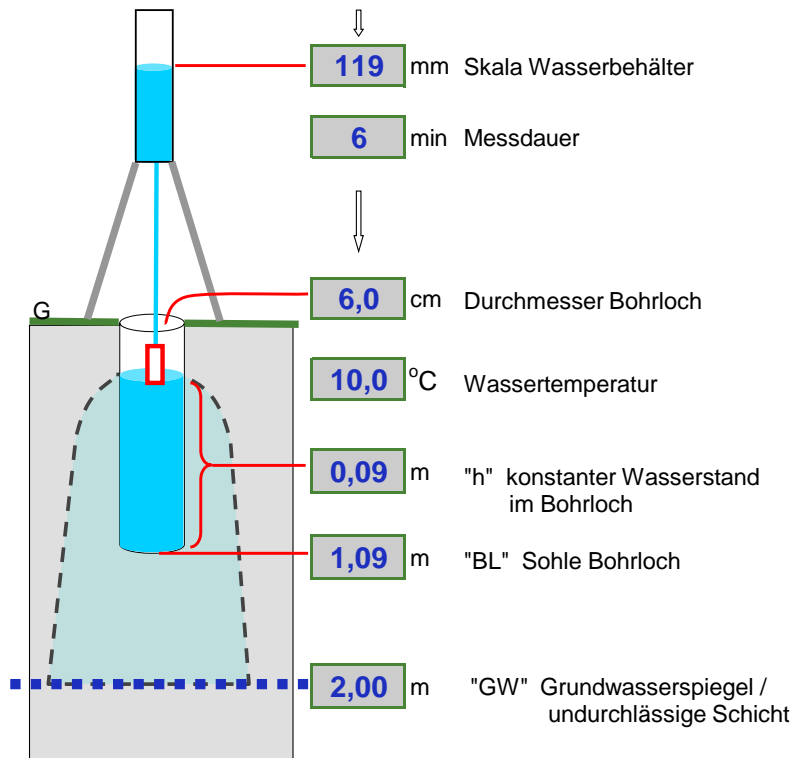 119 mm Skala Wasserbehälter
6 min Messdauer
6,0 cm Durchmesser Bohrloch
G
10,0 °C Wassertemperatur
0,09 m "h" konstanter Wasserstand
im Bohrloch
1,09 m "BL" Sohle Bohrloch
2,00 m "GW" Grundwasserspiegel /
undurchlässige Schicht